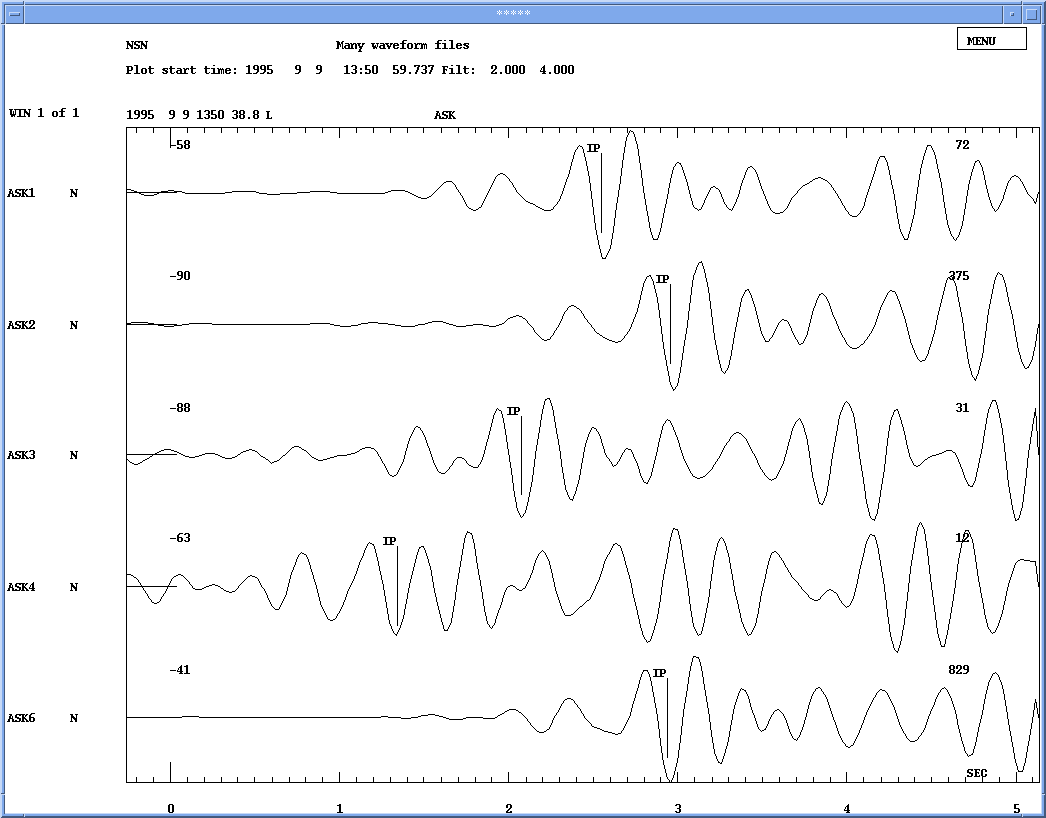 *****
MENU
NSN Many waveform files
Plot start time: 1995 9 9 13:50 59.737 Filt: 2.000 4.000
WIN 1 of 1 1995 9 9 1350 38.8 L ASK
-58 IP 72
ASK1 N
-90 IP 375
ASK2 N
-88 IP 31
ASK3 N
-63 IP 12
ASK4 N
-41 IP 829
ASK6 N
SEC
0 1 2 3 4 5